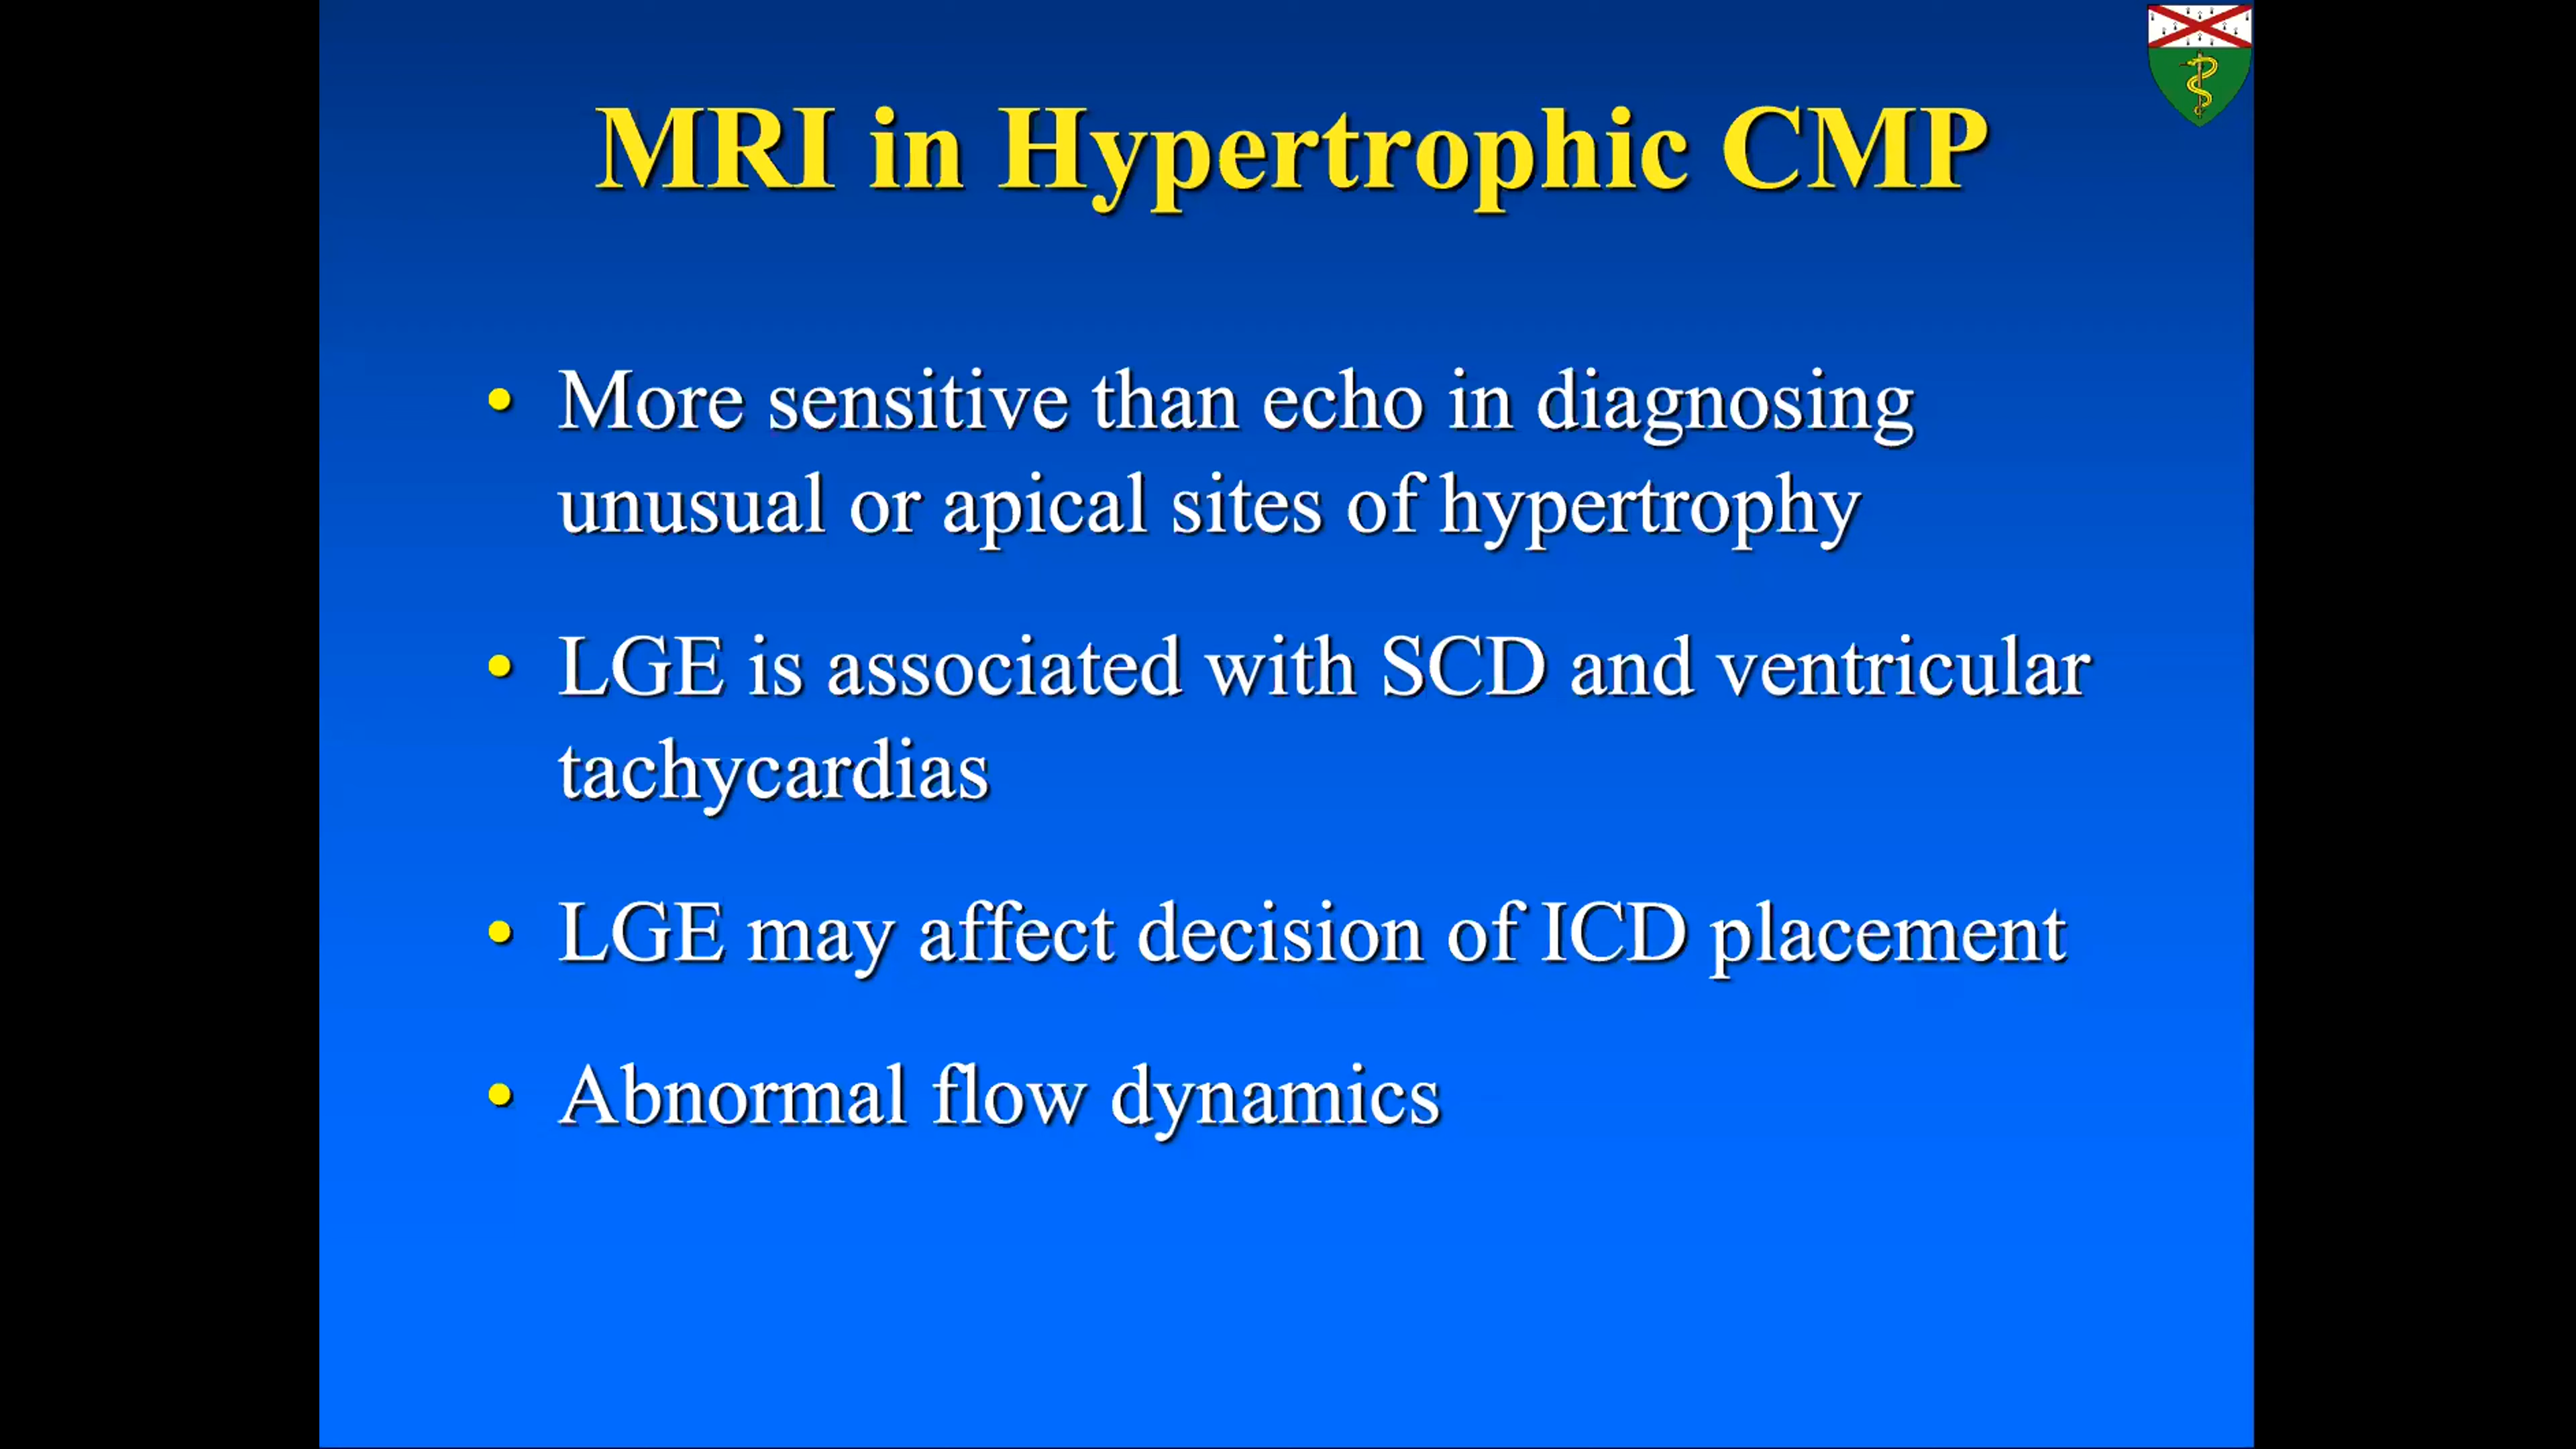 MRI in Hypertrophic CMP
• More sensitive than echo in diagnosing
unusual or apical sites of hypertrophy
• LGE is associated with SCD and ventricular
tachycardias
• LGE may affect decision of ICD placement
• Abnormal flow dynamics